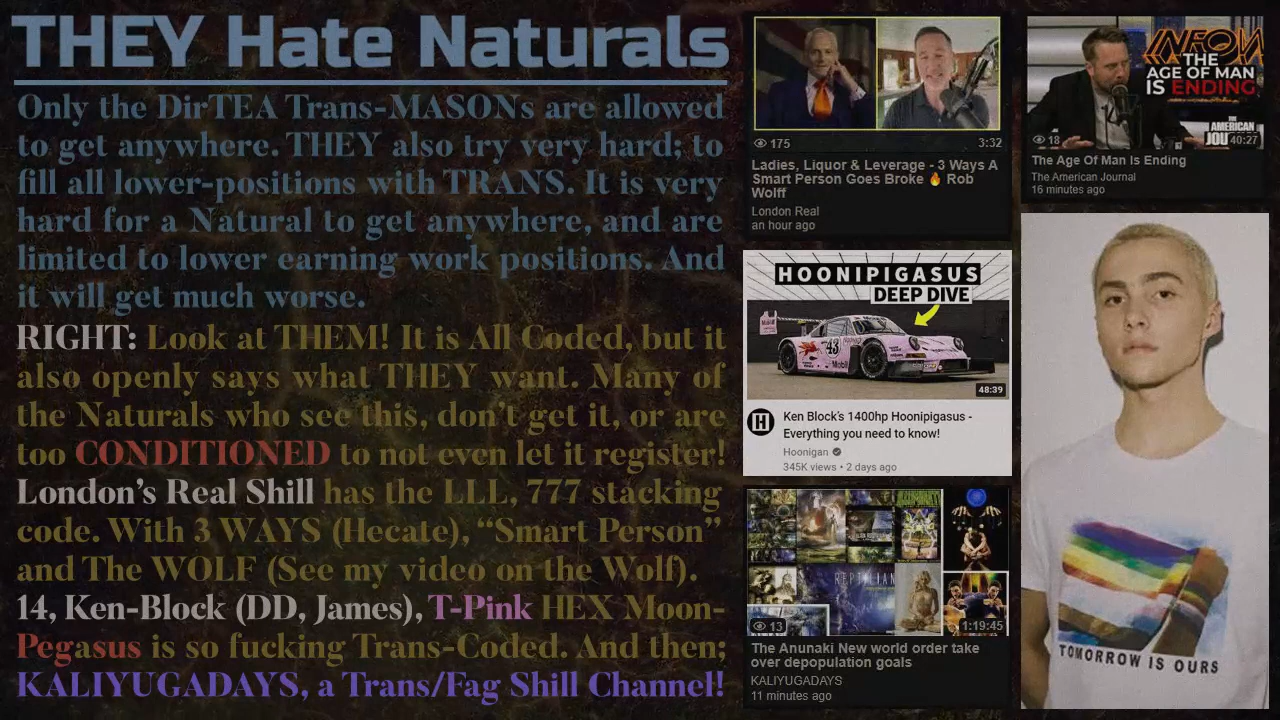 THEY Hate Naturals
Only the DirTEA Trans-MASONs are allowed
to get anywhere. THEY also try very hard; to
fill all lower-positions with TRANS. It is very
hard for a Natural to get anywhere, and are
limited to lower earning work positions. And
it will get much worse.
RIGHT: Look at THEM! It is All Coded, but it
also openly says what THEY want. Many of
the Naturals who see this, don't get it, or are
too CONDITIONED to not even let it register!
London's Real Shill has the LLL, 777 stacking
code. With 3 WAYS (Hecate), “Smart Person”
and The WOLF (See my video on the Wolf).
14, Ken-Block (DD, James), T-Pink HEX Moon-
Pegasus is so fucking Trans-Coded. And then;
KALIYUGADAYS, a Trans/Fag Shill Channel!
175
3:32
Ladies, Liquor & Leverage - 3 Ways A
Smart Person Goes Broke 🔥 Rob
Wolff
London Real
an hour ago
THE
AGE OF MAN
IS ENDING
THE AMERICAN
18
40:27
The Age Of Man Is Ending
The American Journal
16 minutes ago
HOONIPIGASUS
DEEP DIVE
43
Mobil
48:39
H
Ken Block's 1400hp Hoonipigasus -
Everything you need to know!
Hoonigan
345K views • 2 days ago
REPTILIAN
13
1:19:45
The Anunaki New world order take
over depopulation goals
KALIYUGADAYS
11 minutes ago
TOMORROW IS OURS